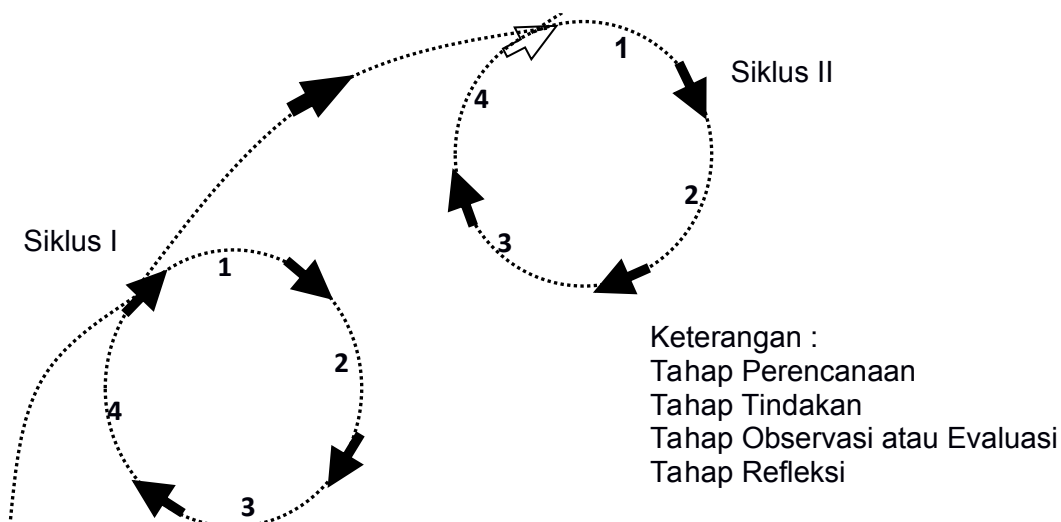 1
Siklus II
4
2
3
Siklus I
1
2
4
3
Keterangan :
Tahap Perencanaan
Tahap Tindakan
Tahap Observasi atau Evaluasi
Tahap Refleksi